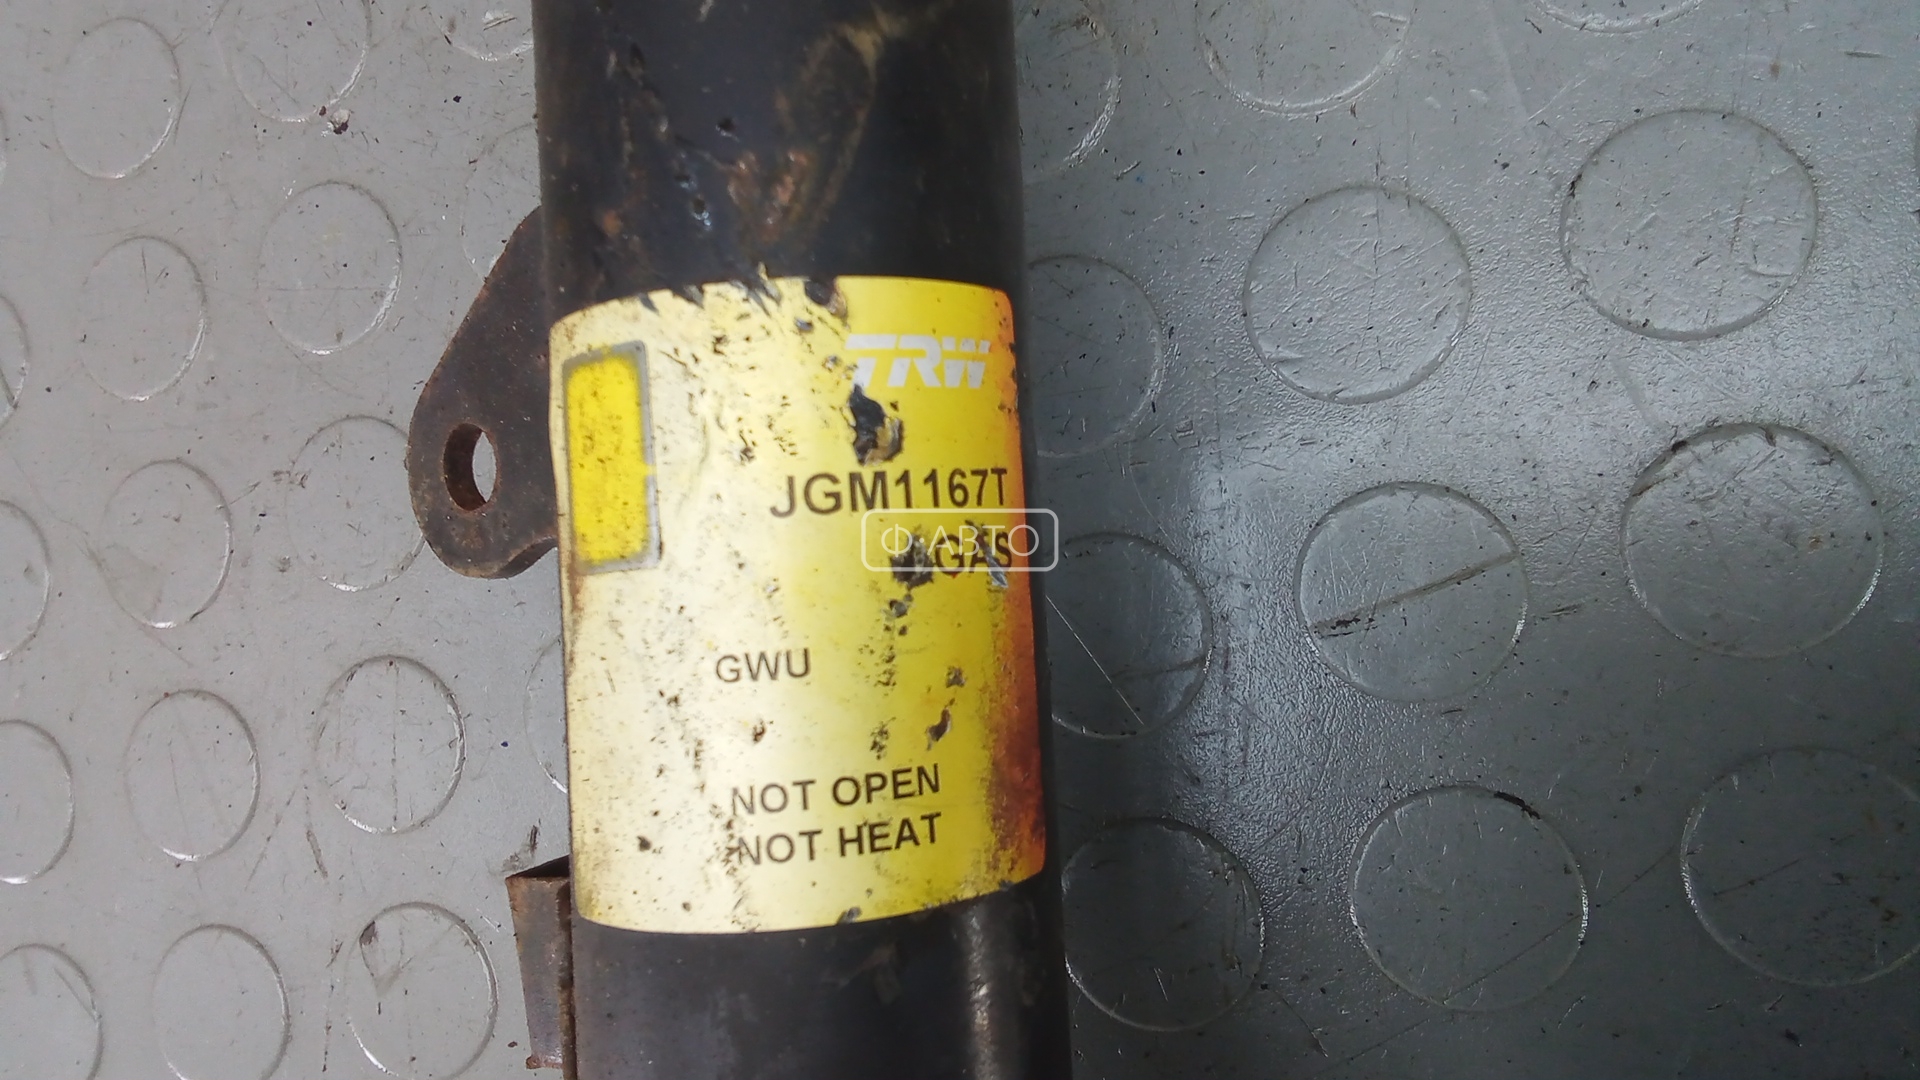 TRW
JGM1167T
Ф-АВТО
GAS
GWU
NOT OPEN
NOT HEAT